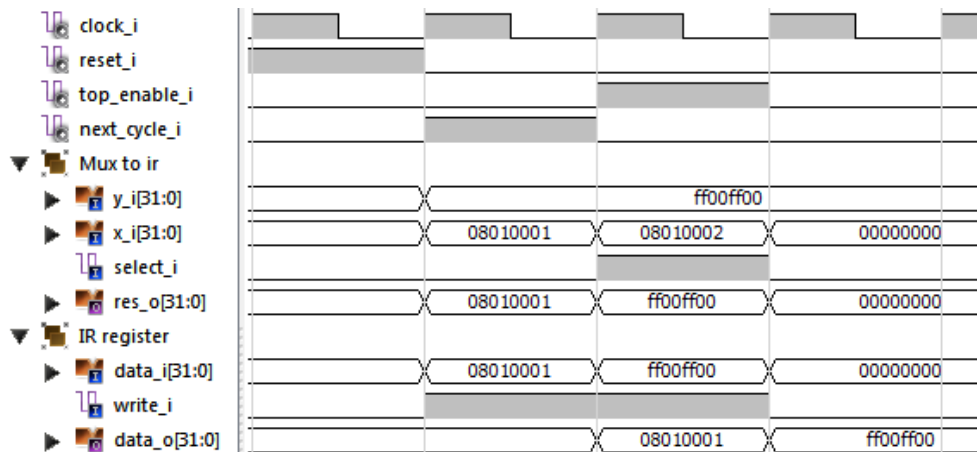 clock_i
reset_i
top_enable_i
next_cycle_i
Mux to ir
y_i[31:0] ff00ff00
x_i[31:0] 08010001 08010002 00000000
select_i
res_o[31:0] 08010001 ff00ff00 00000000
IR register
data_i[31:0] 08010001 ff00ff00 00000000
write_i
data_o[31:0] 08010001 ff00ff00